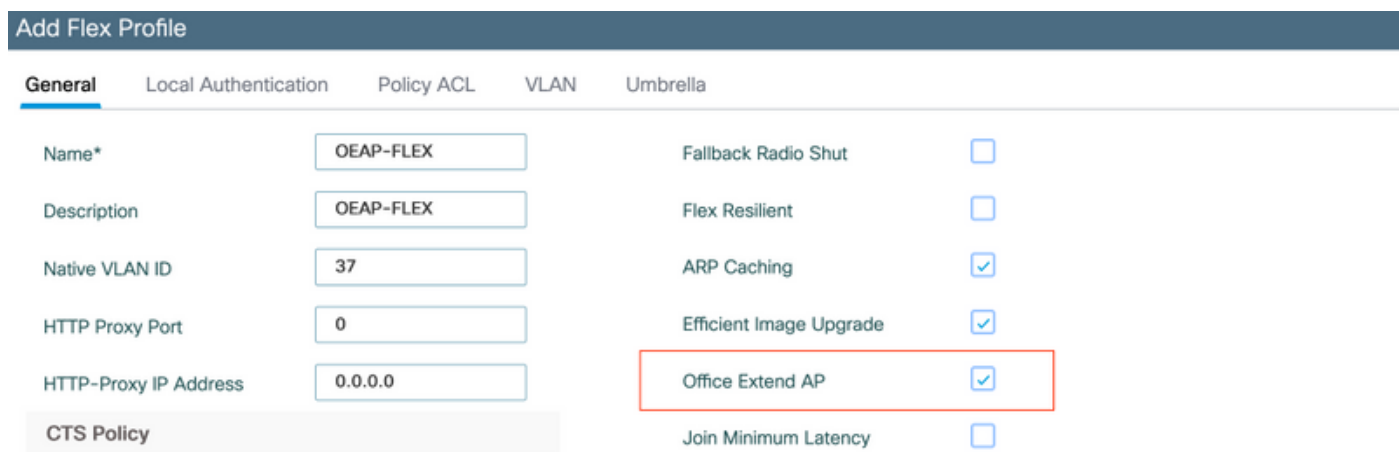 Add Flex Profile
General Local Authentication Policy ACL VLAN Umbrella
Name* OEAP-FLEX Fallback Radio Shut
Description OEAP-FLEX Flex Resilient
Native VLAN ID 37 ARP Caching
HTTP Proxy Port 0 Efficient Image Upgrade
HTTP-Proxy IP Address 0.0.0.0 Office Extend AP
CTS Policy Join Minimum Latency